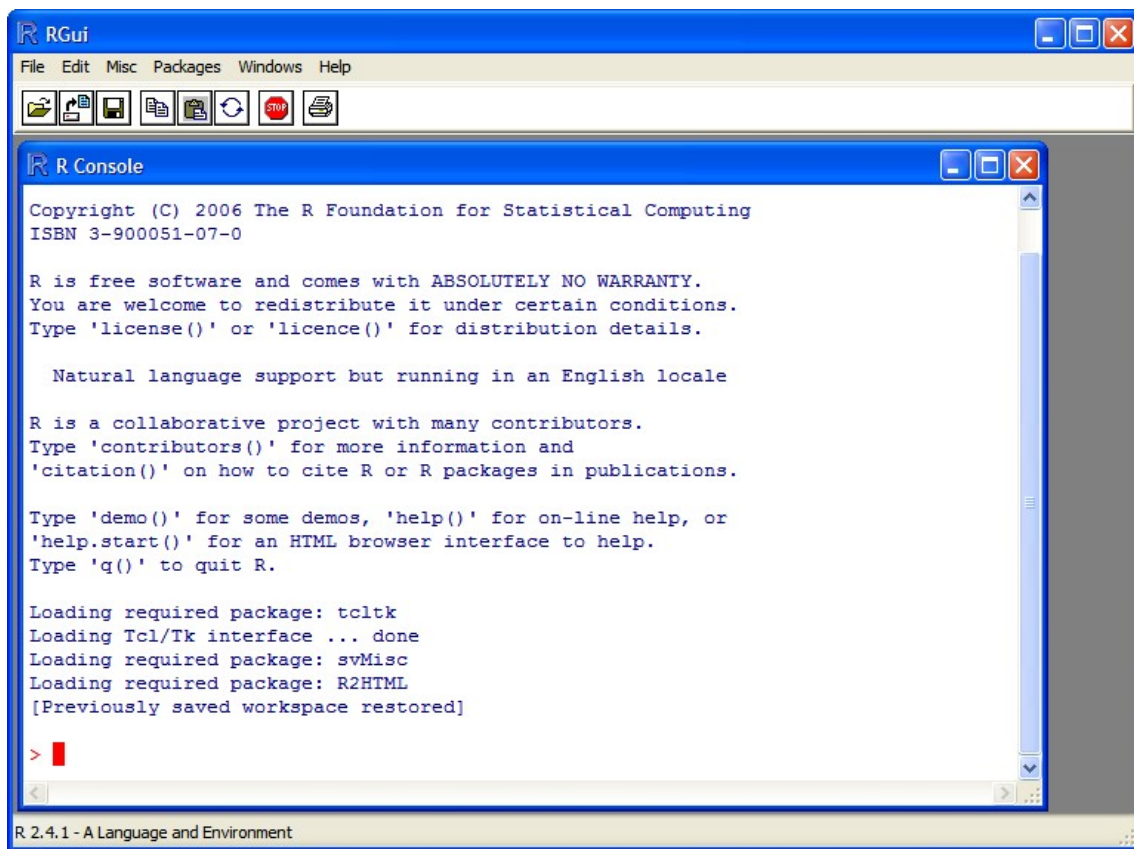 RGui
File Edit Misc Packages Windows Help
STOP
R Console
Copyright (C) 2006 The R Foundation for Statistical Computing
ISBN 3-900051-07-0
R is free software and comes with ABSOLUTELY NO WARRANTY.
You are welcome to redistribute it under certain conditions.
Type 'license()' or 'licence()' for distribution details.
Natural language support but running in an English locale
R is a collaborative project with many contributors.
Type 'contributors()' for more information and
'citation()' on how to cite R or R packages in publications.
Type 'demo()' for some demos, 'help()' for on-line help, or
'help.start()' for an HTML browser interface to help.
Type 'q()' to quit R.
Loading required package: tcltk
Loading Tcl/Tk interface ... done
Loading required package: svMisc
Loading required package: R2HTML
[Previously saved workspace restored]
>
R 2.4.1 - A Language and Environment